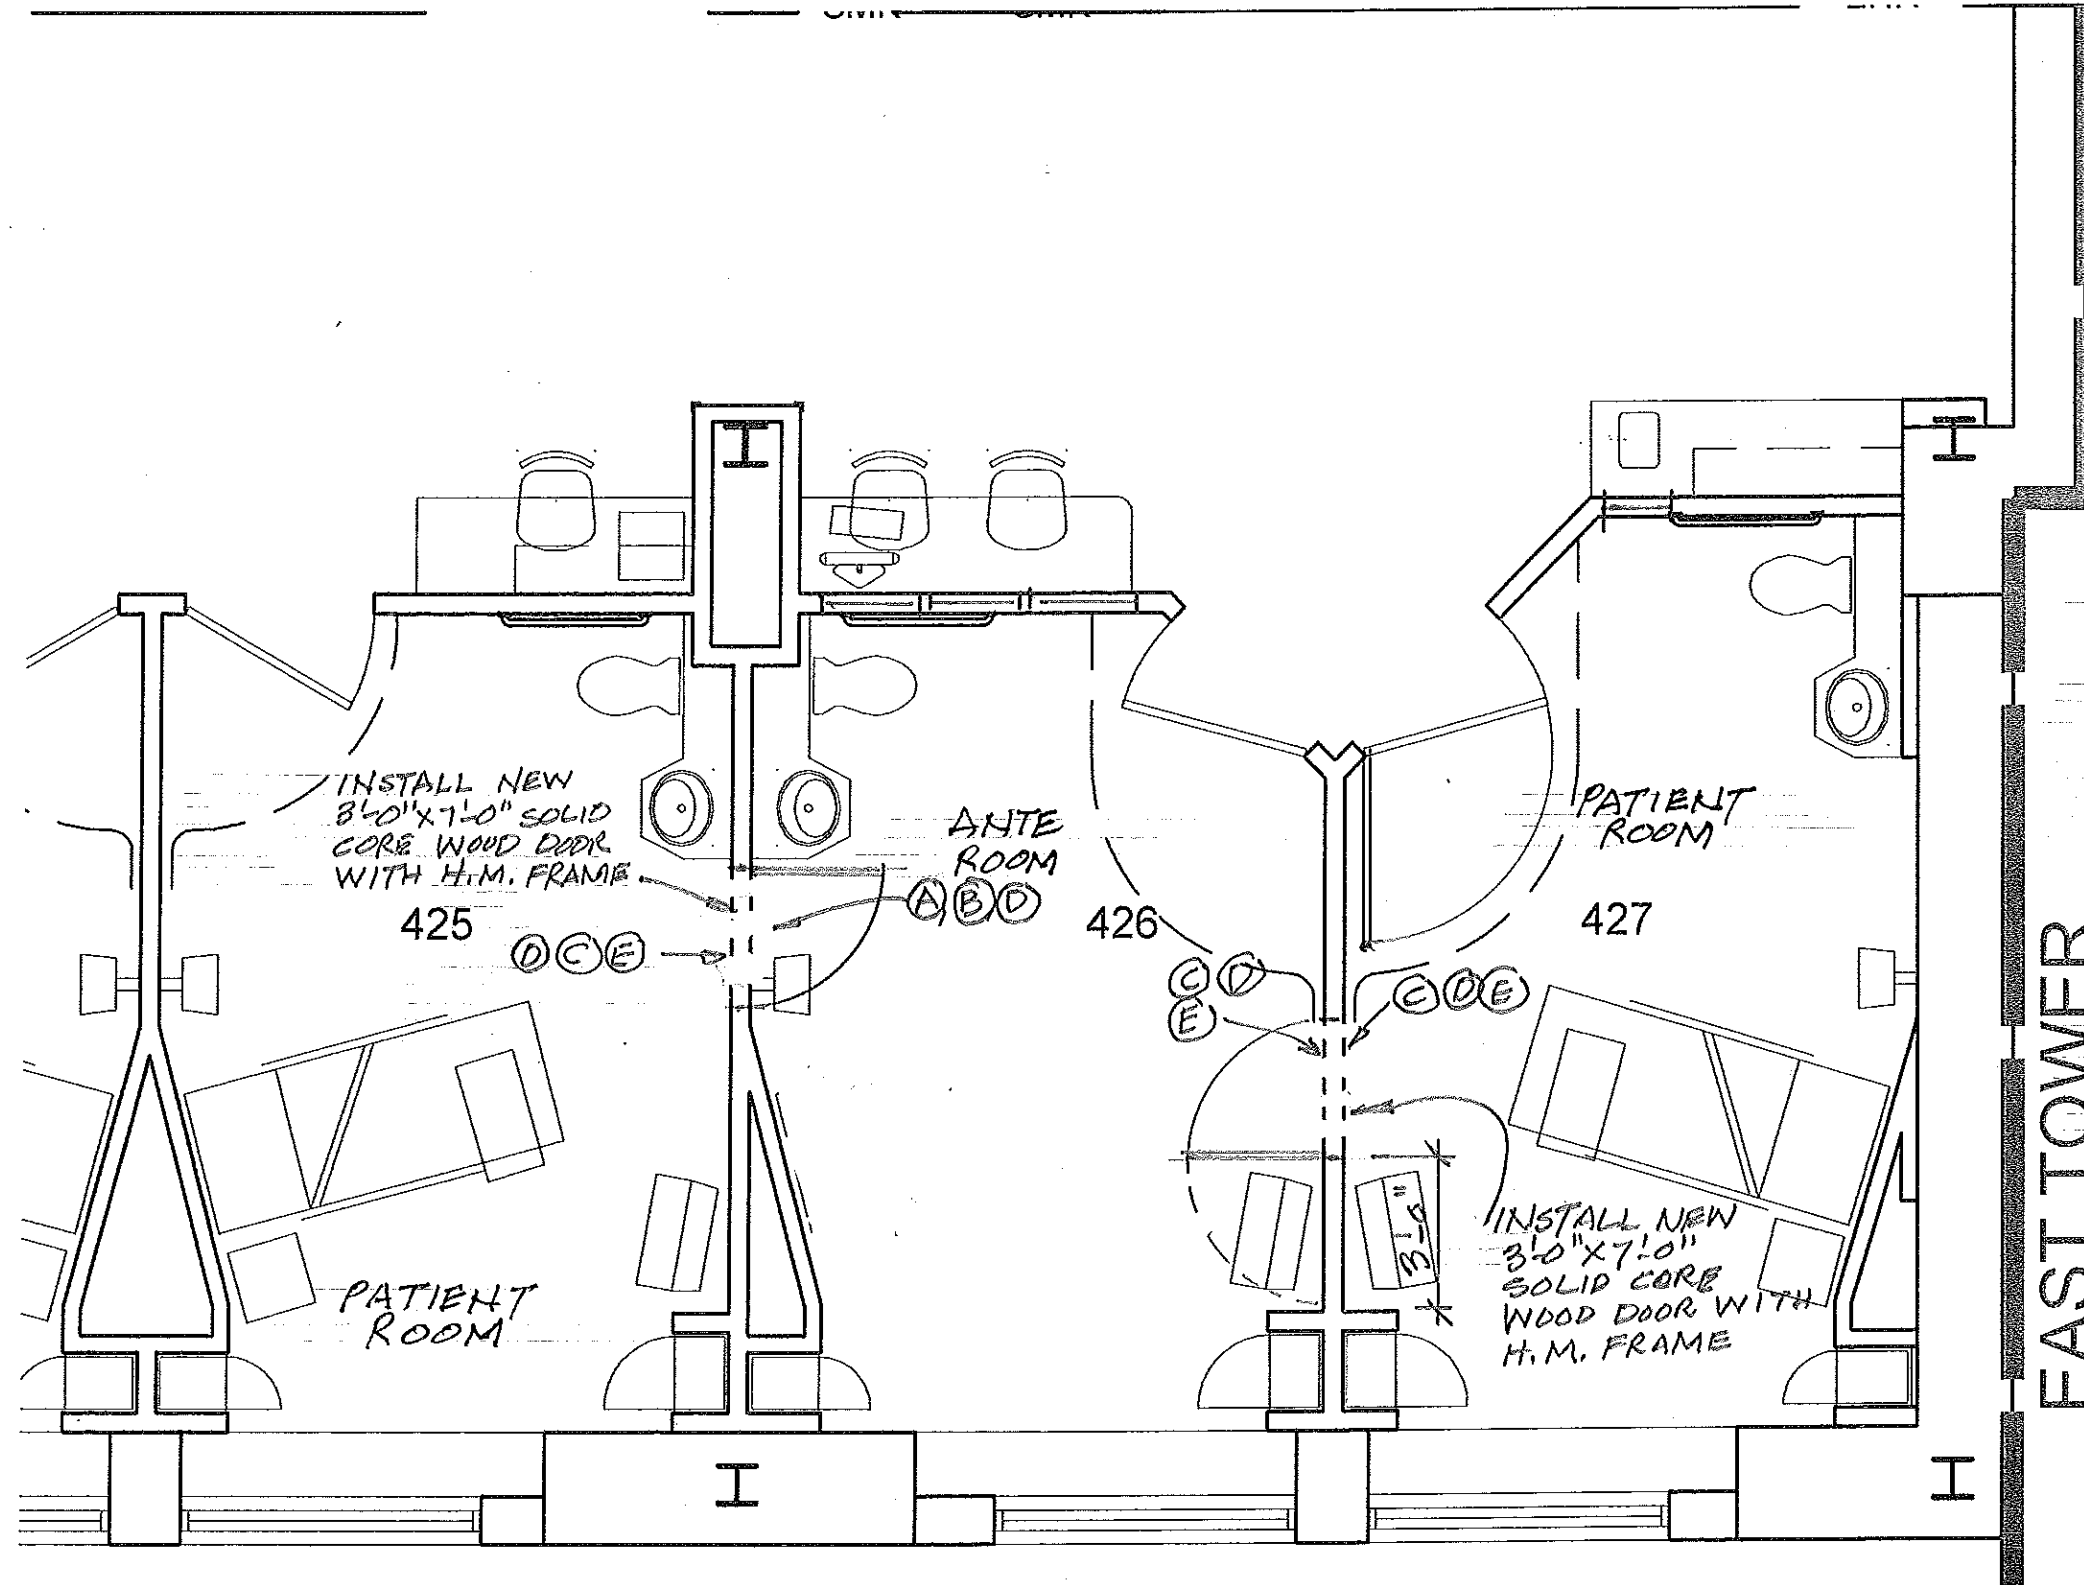 INSTALL NEW
3'-0"X7'-0" SOLID
CORE WOOD DOOR
WITH H.M. FRAME
425
D C E
ANTE
ROOM
A B D
426
C D
E
PATIENT
ROOM
427
C D E
3'-0"
INSTALL NEW
3'-0"X7'-0"
SOLID CORE
WOOD DOOR WITH
H.M. FRAME
PATIENT
ROOM
EAST TOWER